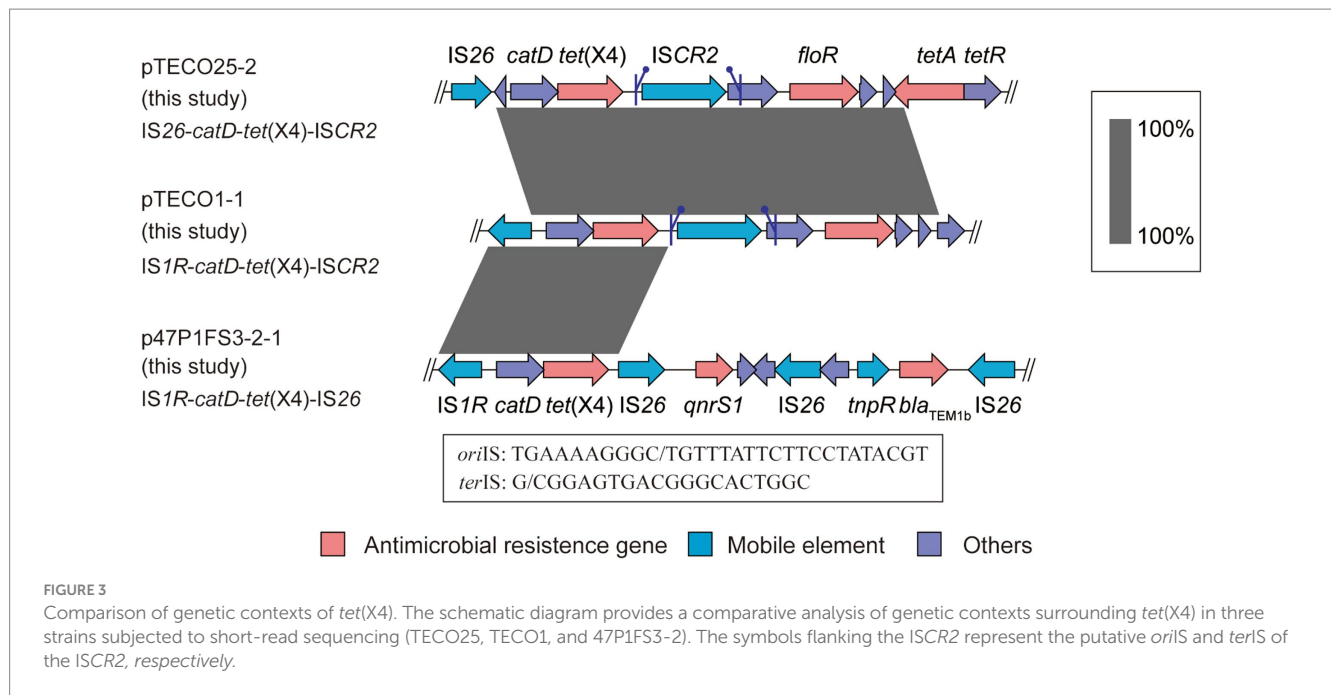 IS26 catD tet(X4) ISCR2 floR tetA tetR
pTECO25-2
(this study)
// //
IS26-catD-tet(X4)-ISCR2
100%
100%
pTECO1-1
(this study)
// //
IS1R-catD-tet(X4)-ISCR2
p47P1FS3-2-1
(this study)
// //
IS1R-catD-tet(X4)-IS26
IS1R catD tet(X4) IS26 qnrS1 IS26 tnpR blaTEM1b IS26
oriIS: TGAAAAGGGC/TGTTTATTCTTCCTATACGT
terIS: G/CGGAGTGACGGGCACTGGC
Antimicrobial resistence gene Mobile element Others
FIGURE 3
Comparison of genetic contexts of tet(X4). The schematic diagram provides a comparative analysis of genetic contexts surrounding tet(X4) in three
strains subjected to short-read sequencing (TECO25, TECO1, and 47P1FS3-2). The symbols flanking the ISCR2 represent the putative oriIS and terIS of
the ISCR2, respectively.